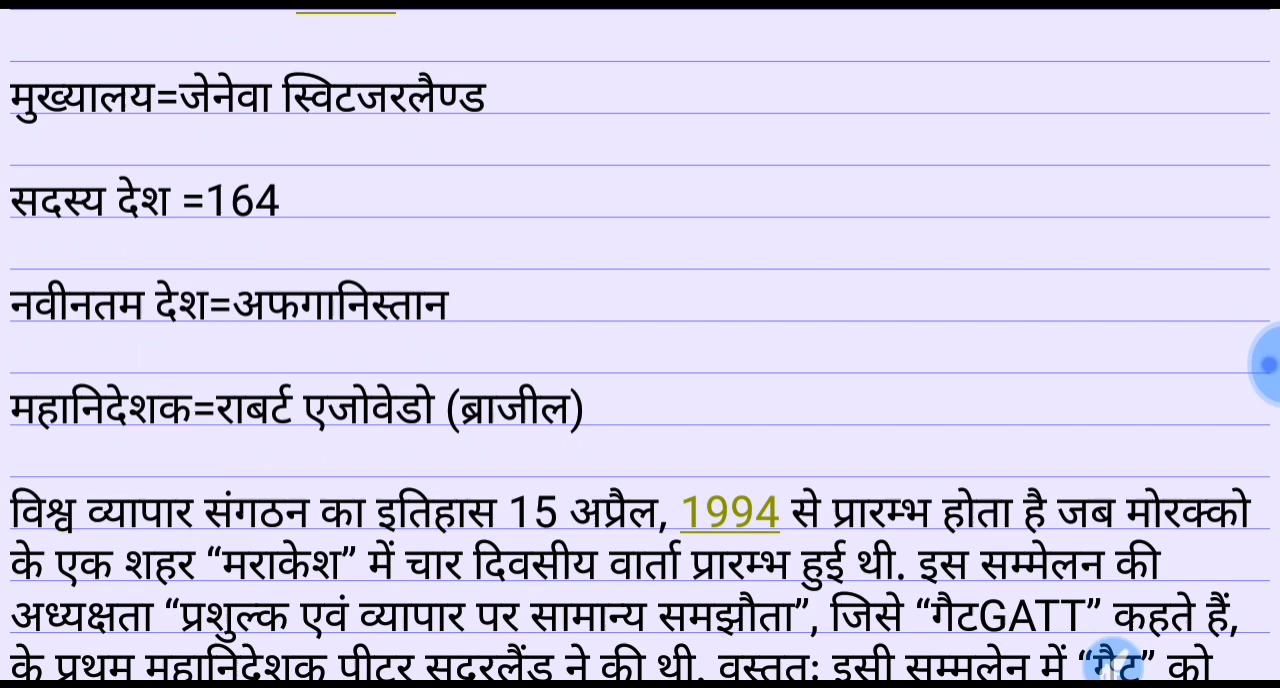 मुख्यालय=जेनेवा स्विटजरलैण्ड
सदस्य देश =164
नवीनतम देश=अफगानिस्तान
महानिदेशक=राबर्ट एजोवेडो (ब्राजील)
विश्व व्यापार संगठन का इतिहास 15 अप्रैल, 1994 से प्रारम्भ होता है जब मोरक्को
के एक शहर “मराकेश” में चार दिवसीय वार्ता प्रारम्भ हुई थी. इस सम्मेलन की
अध्यक्षता “प्रशुल्क एवं व्यापार पर सामान्य समझौता”, जिसे “गैटGATT” कहते हैं,
के प्रथम महानिदेशक पीटर सदरलैंड ने की थी. वस्तुतः इसी सम्मलेन में “गैट” को